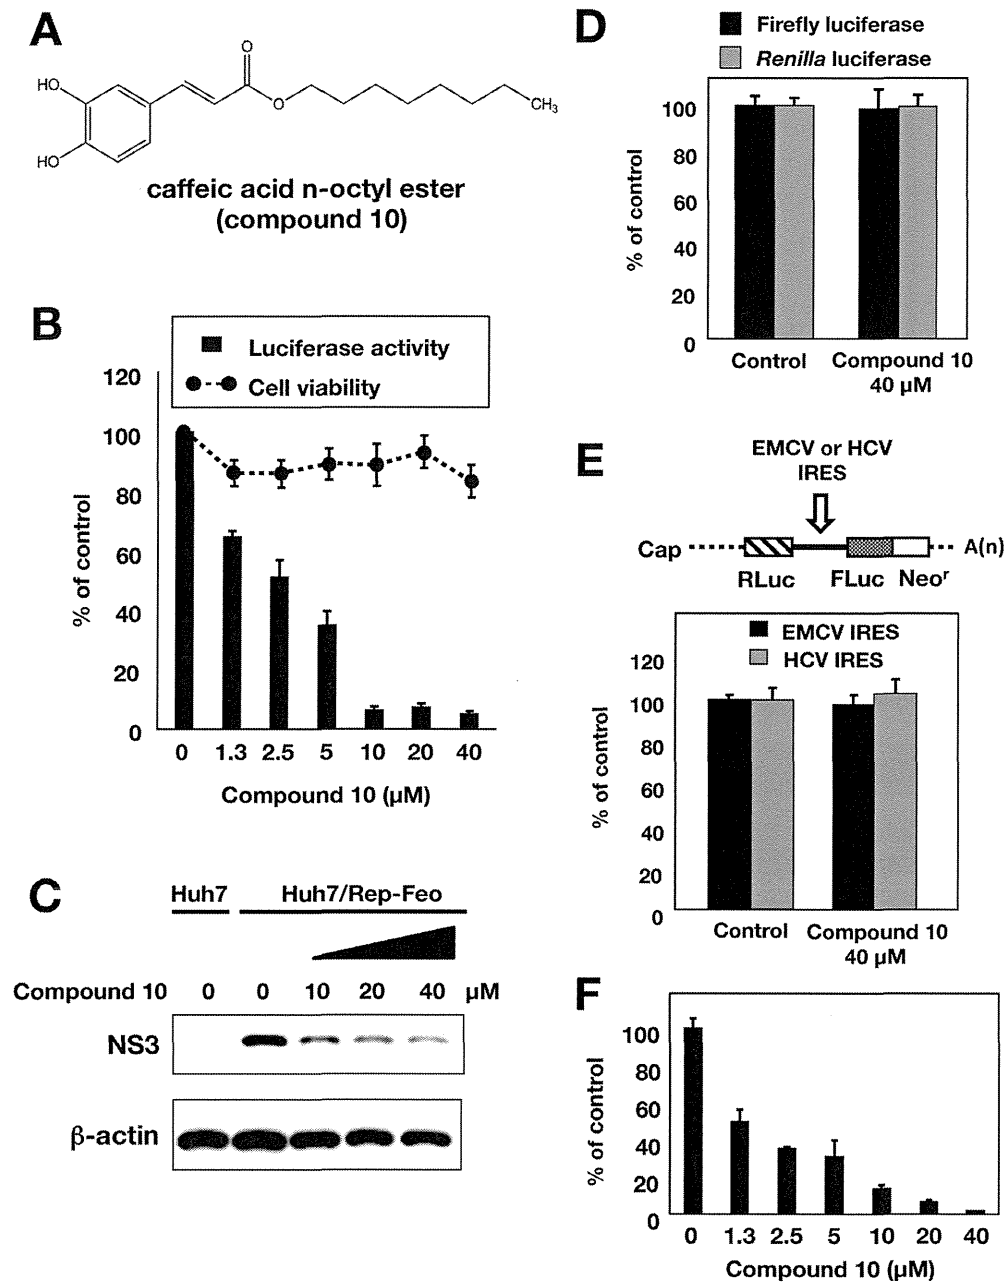 A
HO
HO
O
O
CH3
caffeic acid n-octyl ester
(compound 10)
B
Luciferase activity
Cell viability
120
100
80
60
40
20
0
% of control
0 1.3 2.5 5 10 20 40
Compound 10 (μM)
C
Huh7 Huh7/Rep-Feo
Compound 10 0 0 10 20 40 μM
NS3
β-actin
D
Firefly luciferase
Renilla luciferase
100
80
60
40
20
0
% of control
Control Compound 10
40 μM
E
EMCV or HCV
IRES
Cap A(n)
RLuc FLuc Neoʳ
EMCV IRES
HCV IRES
120
100
80
60
40
20
0
% of control
Control Compound 10
40 μM
F
100
80
60
40
20
0
% of control
0 1.3 2.5 5 10 20 40
Compound 10 (μM)